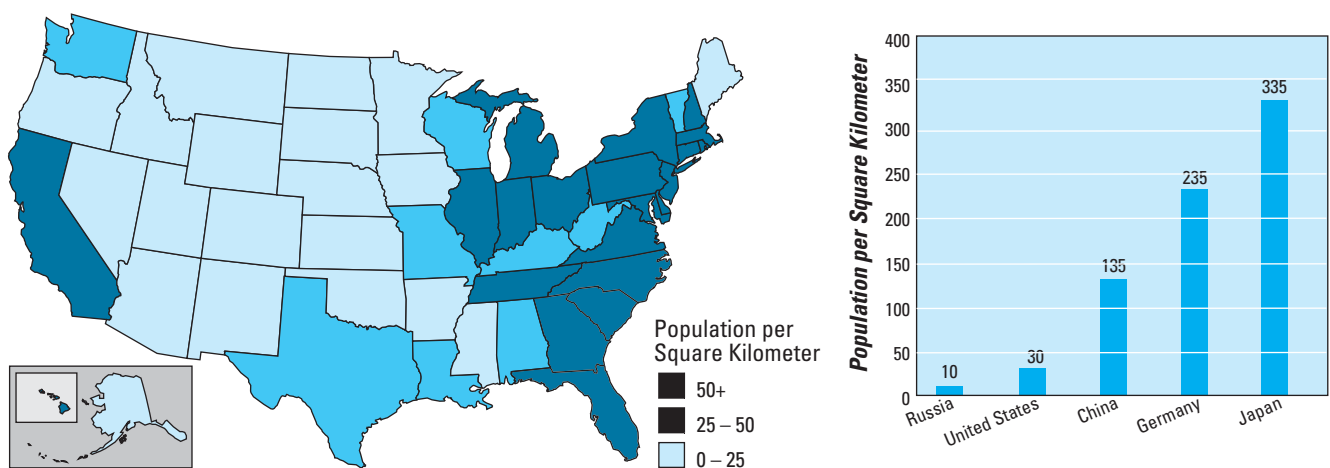 Population per
Square Kilometer
50+
25 – 50
0 – 25
Population per Square Kilometer
400
350
300
250
200
150
100
50
0
10
30
135
235
335
Russia
United States
China
Germany
Japan